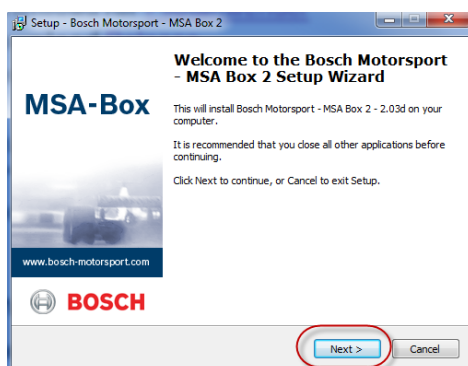 Setup - Bosch Motorsport - MSA Box 2
Welcome to the Bosch Motorsport
- MSA Box 2 Setup Wizard
MSA-Box
This will install Bosch Motorsport - MSA Box 2 - 2.03d on your
computer.
It is recommended that you close all other applications before
continuing.
Click Next to continue, or Cancel to exit Setup.
www.bosch-motorsport.com
BOSCH
Next >
Cancel